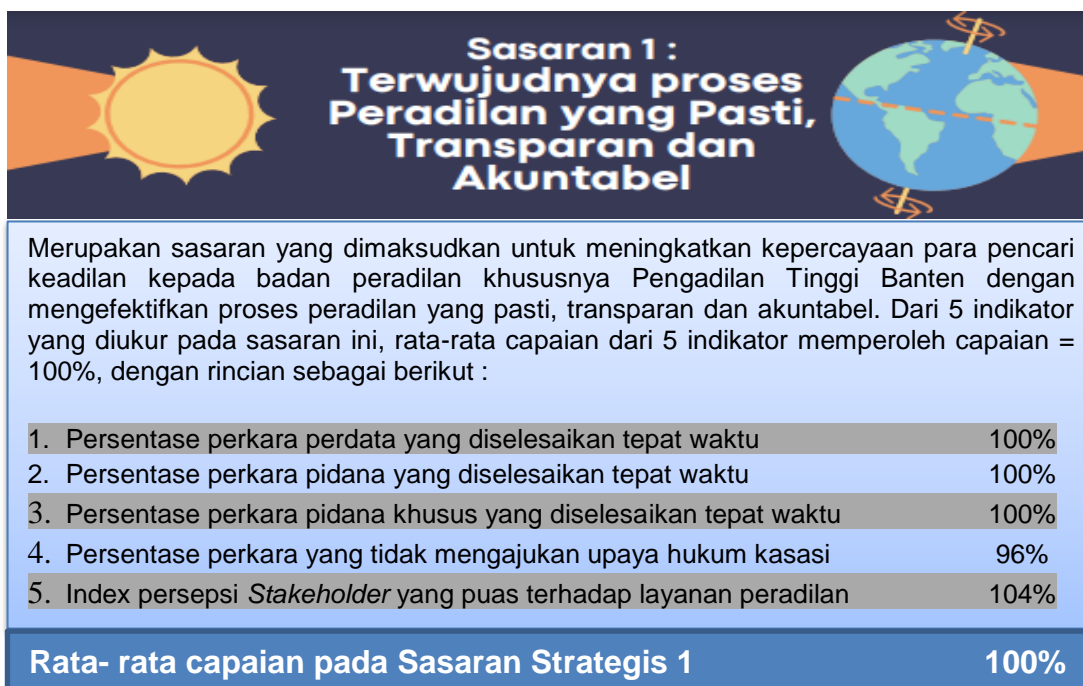 Sasaran 1 :
Terwujudnya proses
Peradilan yang Pasti,
Transparan dan
Akuntabel
Merupakan sasaran yang dimaksudkan untuk meningkatkan kepercayaan para pencari
keadilan kepada badan peradilan khususnya Pengadilan Tinggi Banten dengan
mengefektifkan proses peradilan yang pasti, transparan dan akuntabel. Dari 5 indikator
yang diukur pada sasaran ini, rata-rata capaian dari 5 indikator memperoleh capaian =
100%, dengan rincian sebagai berikut :
1. Persentase perkara perdata yang diselesaikan tepat waktu 100%
2. Persentase perkara pidana yang diselesaikan tepat waktu 100%
3. Persentase perkara pidana khusus yang diselesaikan tepat waktu 100%
4. Persentase perkara yang tidak mengajukan upaya hukum kasasi 96%
5. Index persepsi Stakeholder yang puas terhadap layanan peradilan 104%
Rata- rata capaian pada Sasaran Strategis 1 100%